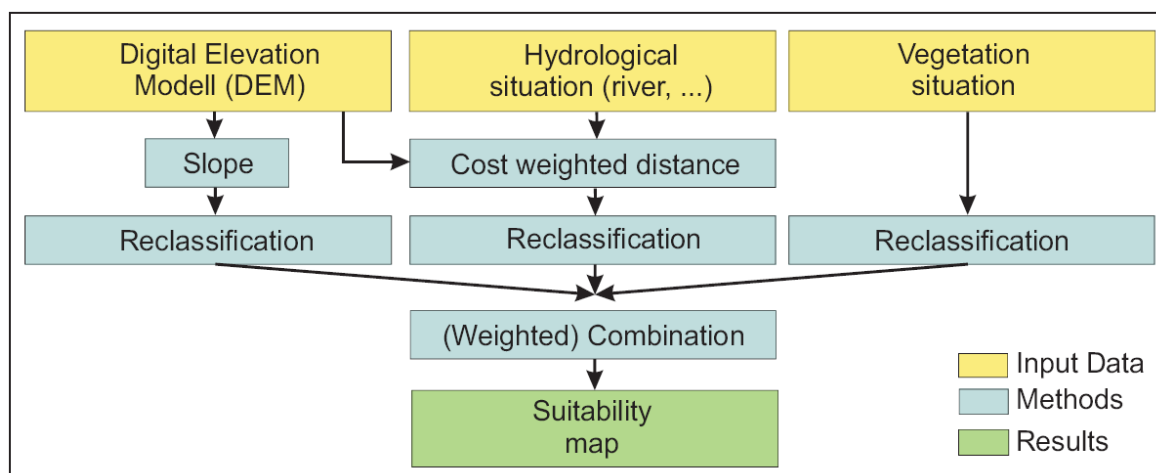 Digital Elevation
Modell (DEM)
Hydrological
situation (river, ...)
Vegetation
situation
Slope
Cost weighted distance
Reclassification
Reclassification
Reclassification
(Weighted) Combination
Suitability
map
Input Data
Methods
Results